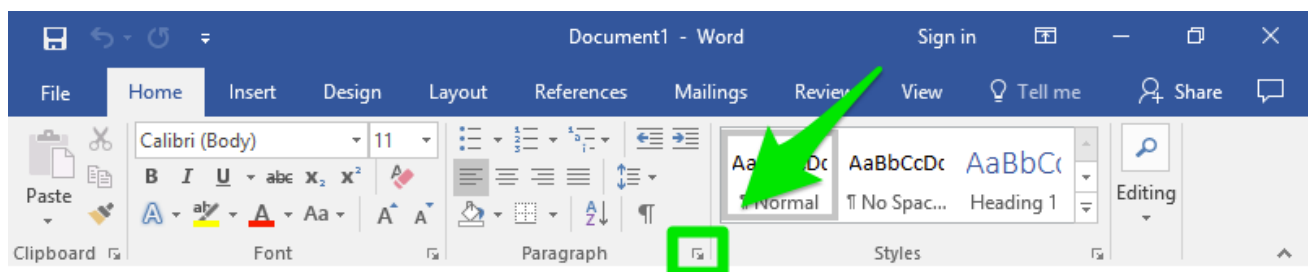 Document1 - Word Sign in
File Home Insert Design Layout References Mailings Review View Tell me Share
Calibri (Body) 11
B I U abc X₂ X² AaBbCcDc AaBbCc
Paste Aa A A ¶ No Spac... Heading 1 Editing
Clipboard Font Paragraph Styles